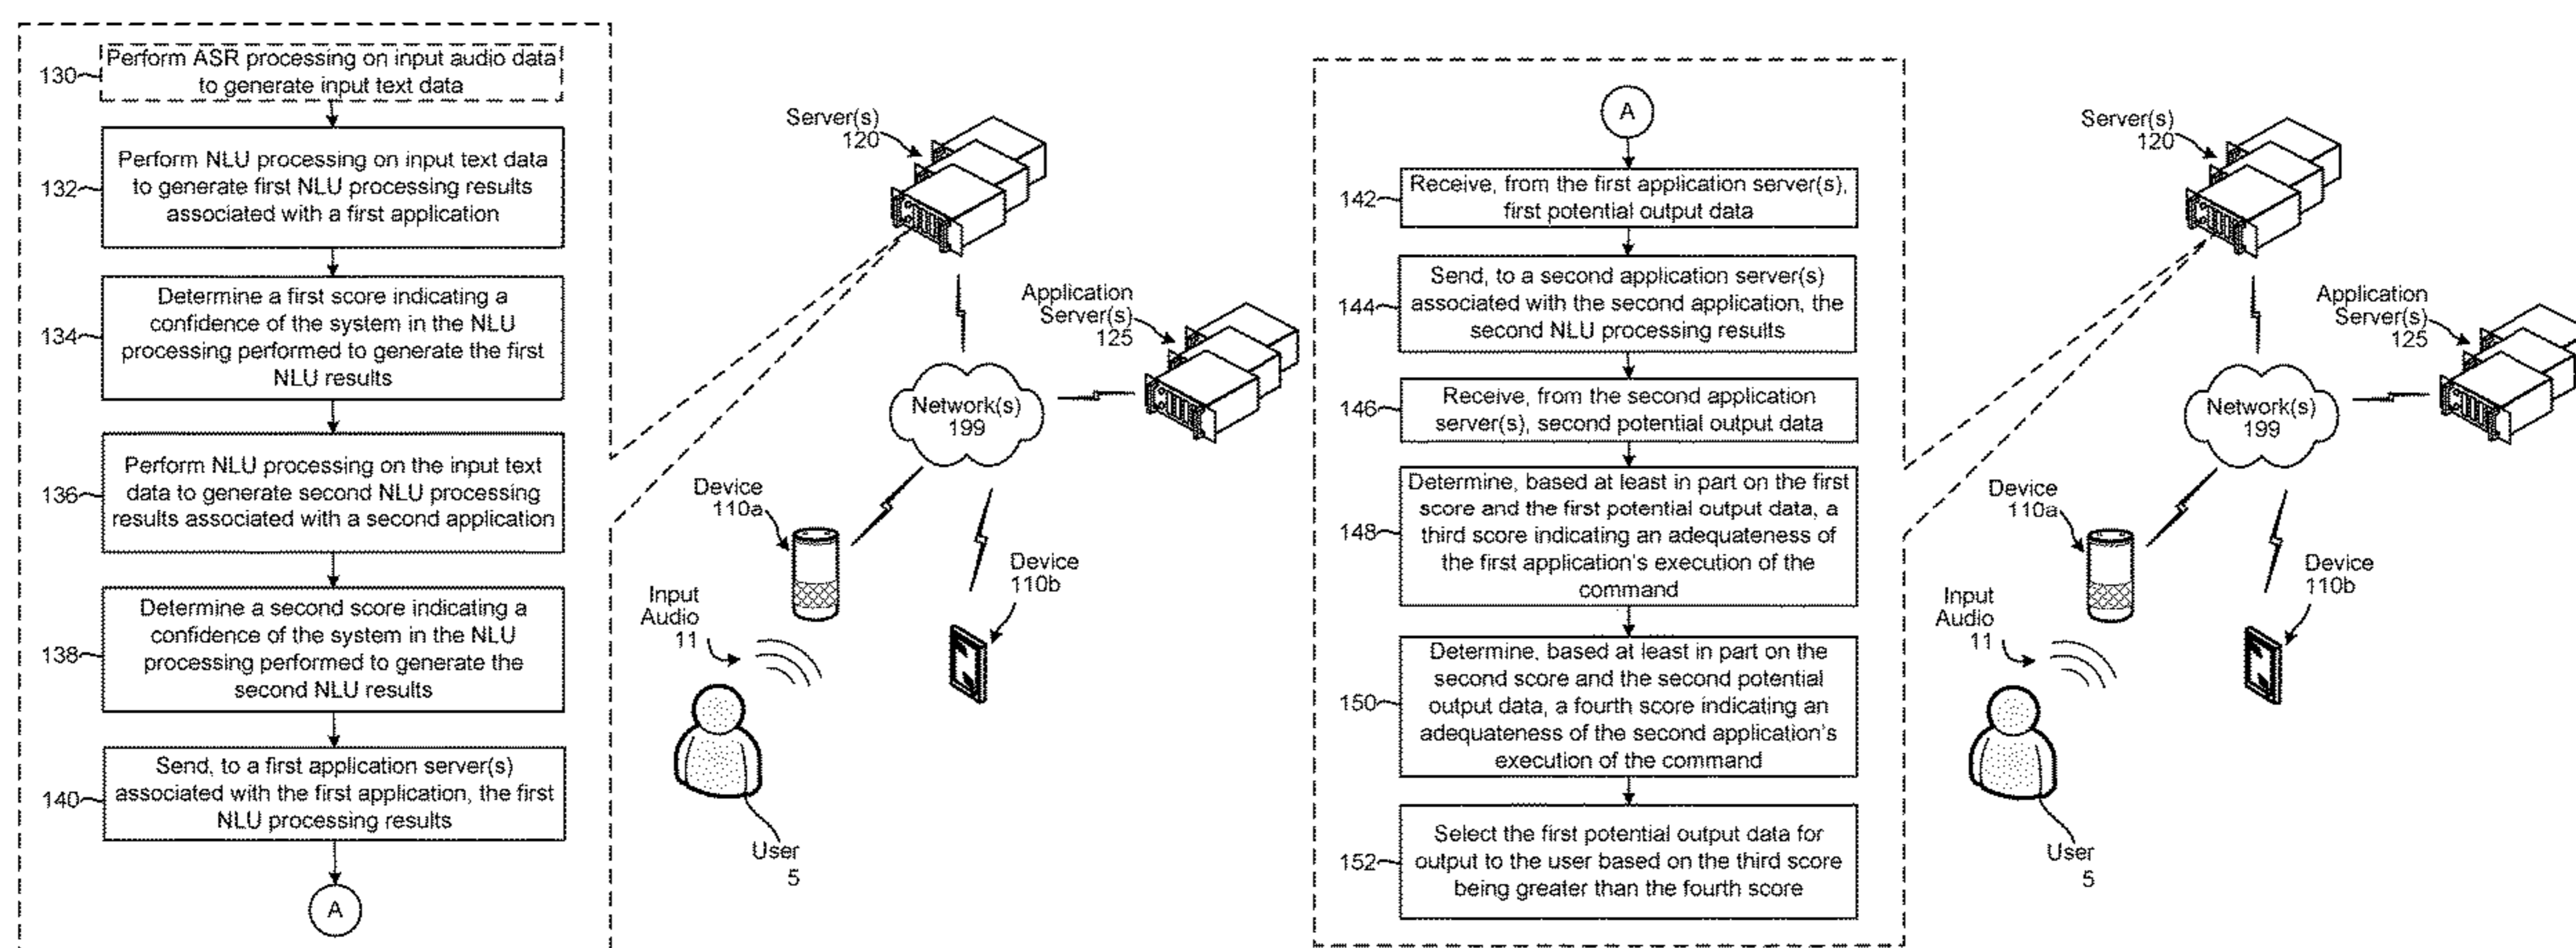 130
Perform ASR processing on input audio data
to generate input text data
132
Perform NLU processing on input text data
to generate first NLU processing results
associated with a first application
134
Determine a first score indicating a
confidence of the system in the NLU
processing performed to generate the first
NLU results
136
Perform NLU processing on the input text
data to generate second NLU processing
results associated with a second application
138
Determine a second score indicating a
confidence of the system in the NLU
processing performed to generate the
second NLU results
140
Send, to a first application server(s)
associated with the first application, the first
NLU processing results
A
Server(s)
120
Application
Server(s)
125
Network(s)
199
Device
110a
Device
110b
Input
Audio
11
User
5
A
142
Receive, from the first application server(s),
first potential output data
144
Send, to a second application server(s)
associated with the second application, the
second NLU processing results
146
Receive, from the second application
server(s), second potential output data
148
Determine, based at least in part on the first
score and the first potential output data, a
third score indicating an adequateness of
the first application's execution of the
command
150
Determine, based at least in part on the
second score and the second potential
output data, a fourth score indicating an
adequateness of the second application's
execution of the command
152
Select the first potential output data for
output to the user based on the third score
being greater than the fourth score
Server(s)
120
Application
Server(s)
125
Network(s)
199
Device
110a
Device
110b
Input
Audio
11
User
5